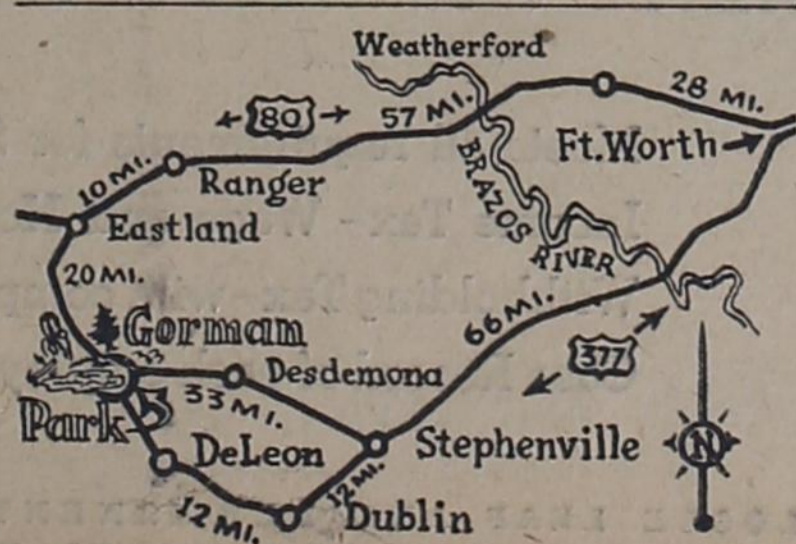 Weatherford
28 MI.
80
57 MI.
Ft. Worth
10 MI.
Ranger
BRAZOS RIVER
Eastland
20 MI.
66 MI.
Gorman
377
Desdemona
33 MI.
Park
DeLeon
Stephenville
N
12 MI.
12 MI.
Dublin